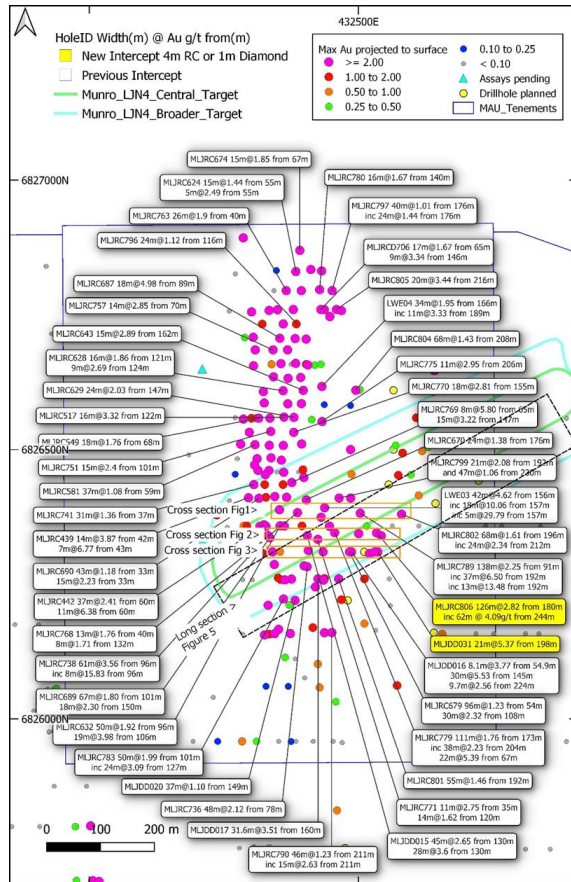 432500E
HoleID Width(m) @ Au g/t from(m)
New Intercept 4m RC or 1m Diamond
Previous Intercept
Munro_LJN4_Central_Target
Munro_LJN4_Broader_Target
Max Au projected to surface
>= 2.00
1.00 to 2.00
0.50 to 1.00
0.25 to 0.50
0.10 to 0.25
< 0.10
Assays pending
Drillhole planned
MAU_Tenements
6827000N
6826500N
6826000N
MLJRC674 15m@1.85 from 67m
MLJRC624 15m@1.44 from 55m
5m@2.49 from 55m
MLJRC763 26m@1.9 from 40m
MLJRC796 24m@1.12 from 116m
MLJRC687 18m@4.98 from 89m
MLJRC757 14m@2.85 from 70m
MLJRC643 15m@2.89 from 162m
MLJRC628 16m@1.86 from 121m
9m@2.69 from 124m
MLJRC629 24m@2.03 from 147m
MLJRC517 16m@3.32 from 122m
MLJRC549 18m@1.76 from 68m
MLJRC751 15m@2.4 from 101m
MLJRC581 37m@1.08 from 59m
MLJRC741 31m@1.36 from 37m
MLJRC439 14m@3.87 from 42m
7m@6.77 from 43m
MLJRC690 43m@1.18 from 33m
15m@2.23 from 33m
MLJRC442 37m@2.41 from 60m
11m@6.38 from 60m
MLJRC768 13m@1.76 from 40m
8m@1.71 from 132m
MLJRC738 61m@3.56 from 96m
inc 8m@15.83 from 96m
MLJRC689 67m@1.80 from 101m
18m@2.30 from 150m
MLJRC632 50m@1.92 from 96m
19m@3.98 from 106m
MLJRC783 50m@1.99 from 101m
inc 24m@3.09 from 127m
MLJDD020 37m@1.10 from 149m
MLJRC736 48m@2.12 from 78m
MLJDD017 31.6m@3.51 from 160m
MLJRC790 46m@1.23 from 211m
inc 15m@2.63 from 211m
MLJRC780 16m@1.67 from 140m
MLJRC797 40m@1.01 from 176m
inc 24m@1.44 from 176m
MLJRCD706 17m@1.67 from 65m
9m@3.34 from 146m
MLJRC805 20m@3.44 from 216m
LWE04 34m@1.95 from 166m
inc 11m@3.33 from 189m
MLJRC804 68m@1.43 from 208m
MLJRC775 11m@2.95 from 206m
MLJRC770 18m@2.81 from 155m
MLJRC769 8m@5.80 from 65m
15m@3.22 from 147m
MLJRC670 24m@1.38 from 176m
MLJRC799 21m@2.08 from 193m
and 47m@1.06 from 230m
LWE03 42m@4.62 from 156m
inc 18m@10.06 from 157m
inc 5m@29.79 from 157m
MLJRC802 68m@1.61 from 196m
inc 24m@2.34 from 212m
MLJRC789 138m@2.25 from 91m
inc 37m@6.50 from 192m
inc 13m@13.48 from 192m
MLJRC806 126m@2.82 from 180m
inc 62m @ 4.09g/t from 244m
MLJDD031 21m@5.37 from 198m
MLJDD016 8.1m@3.77 from 54.9m
30m@5.53 from 145m
9.7m@2.56 from 224m
MLJRC679 96m@1.23 from 54m
30m@2.32 from 108m
MLJRC779 111m@1.76 from 173m
inc 38m@2.23 from 204m
22m@5.39 from 67m
MLJRC801 55m@1.46 from 192m
MLJRC771 11m@2.75 from 35m
14m@1.62 from 120m
MLJDD015 45m@2.65 from 130m
28m@3.6 from 130m
Cross section Fig1>
Cross section Fig 2>
Cross section Fig 3>
Long section >
Figure 5
0 100 200 m